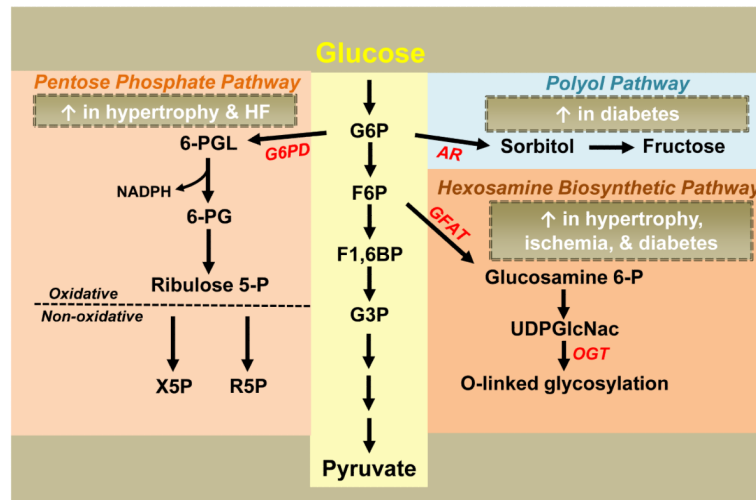 Glucose
Pentose Phosphate Pathway
↑ in hypertrophy & HF
6-PGL
G6PD
NADPH
6-PG
Ribulose 5-P
Oxidative
Non-oxidative
X5P
R5P
G6P
F6P
F1,6BP
G3P
Pyruvate
Polyol Pathway
↑ in diabetes
AR
Sorbitol
Fructose
Hexosamine Biosynthetic Pathway
↑ in hypertrophy,
ischemia, & diabetes
GFAT
Glucosamine 6-P
UDPGlcNac
OGT
O-linked glycosylation